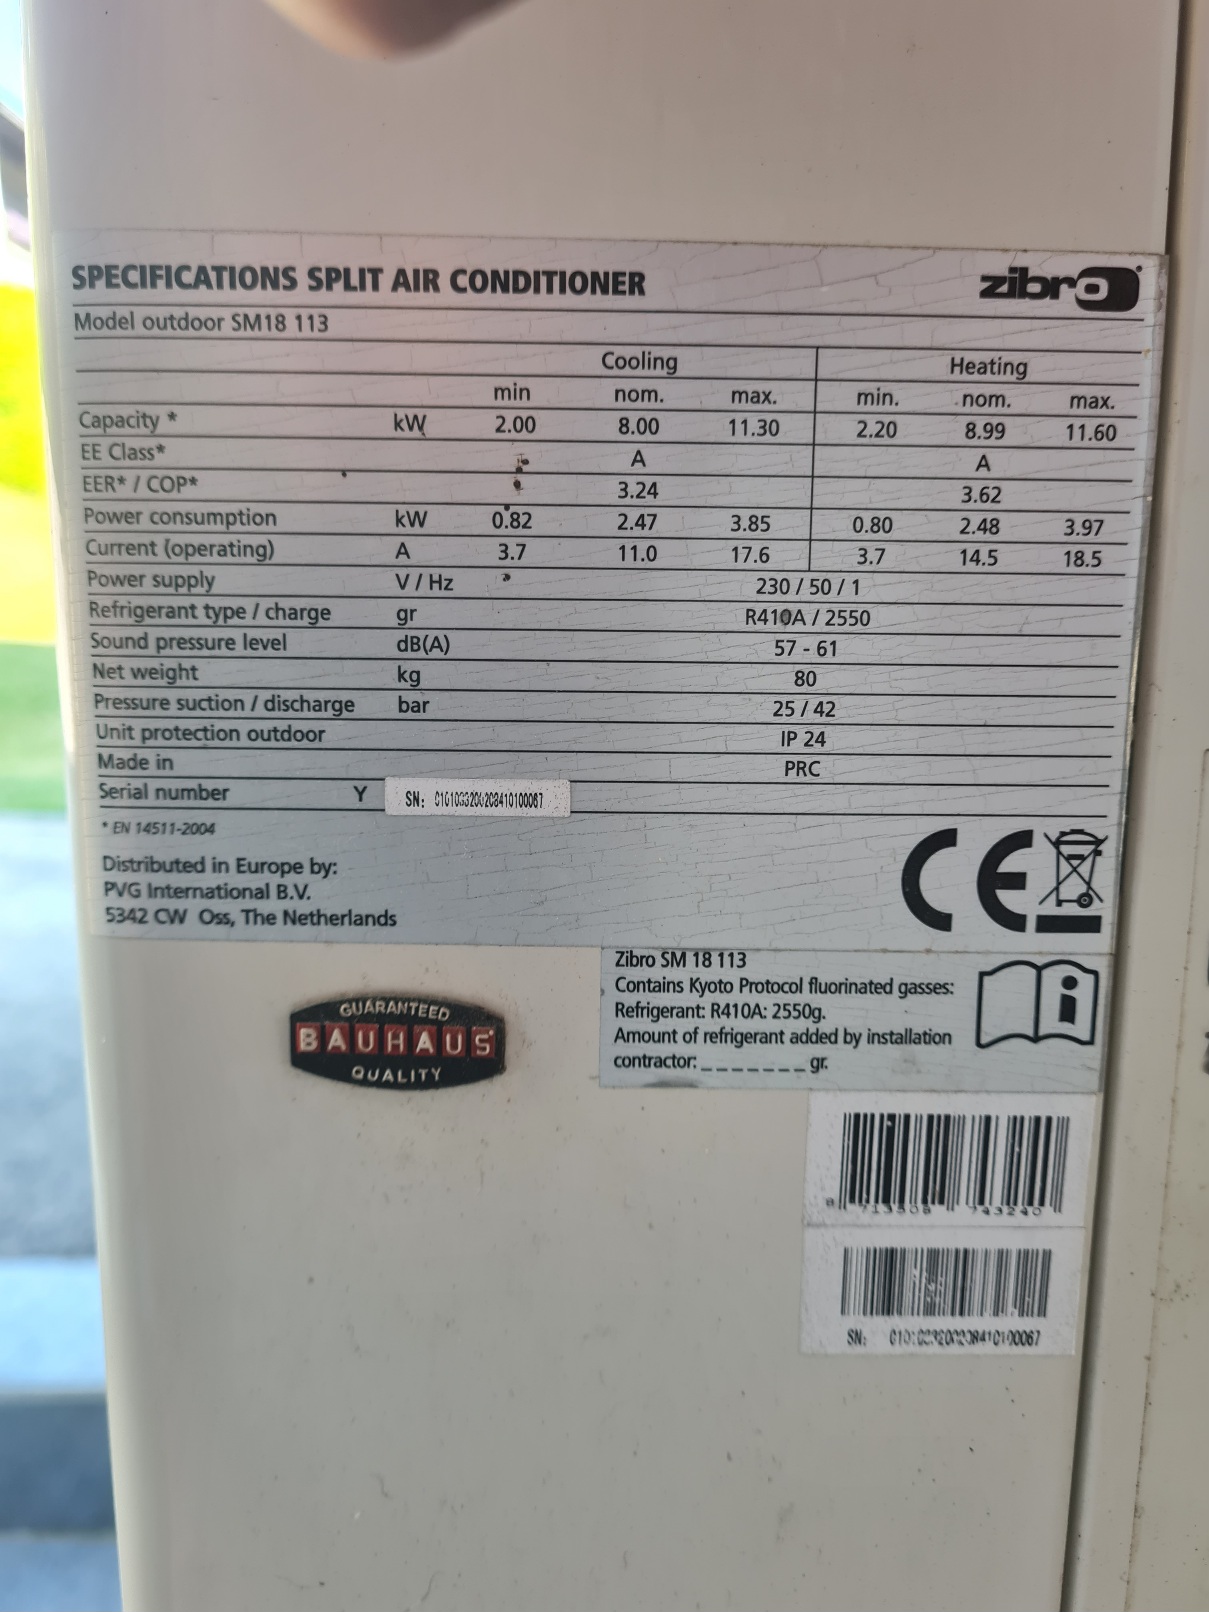 SPECIFICATIONS SPLIT AIR CONDITIONER
zibro
Model outdoor SM18 113
Cooling Heating
min nom. max. min. nom. max.
Capacity * kW 2.00 8.00 11.30 2.20 8.99 11.60
EE Class* A A
EER* / COP* 3.24 3.62
Power consumption kW 0.82 2.47 3.85 0.80 2.48 3.97
Current (operating) A 3.7 11.0 17.6 3.7 14.5 18.5
Power supply V / Hz 230 / 50 / 1
Refrigerant type / charge gr R410A / 2550
Sound pressure level dB(A) 57 - 61
Net weight kg 80
Pressure suction / discharge bar 25 / 42
Unit protection outdoor IP 24
Made in PRC
Serial number Y SN:
* EN 14511-2004
Distributed in Europe by:
PVG International B.V.
5342 CW Oss, The Netherlands
CE
Zibro SM 18 113
Contains Kyoto Protocol fluorinated gasses:
Refrigerant: R410A: 2550g.
Amount of refrigerant added by installation
contractor: _ _ _ _ _ _ _ gr.
i
GUARANTEED
BAUHAUS
QUALITY
8 713508 743240
SN: